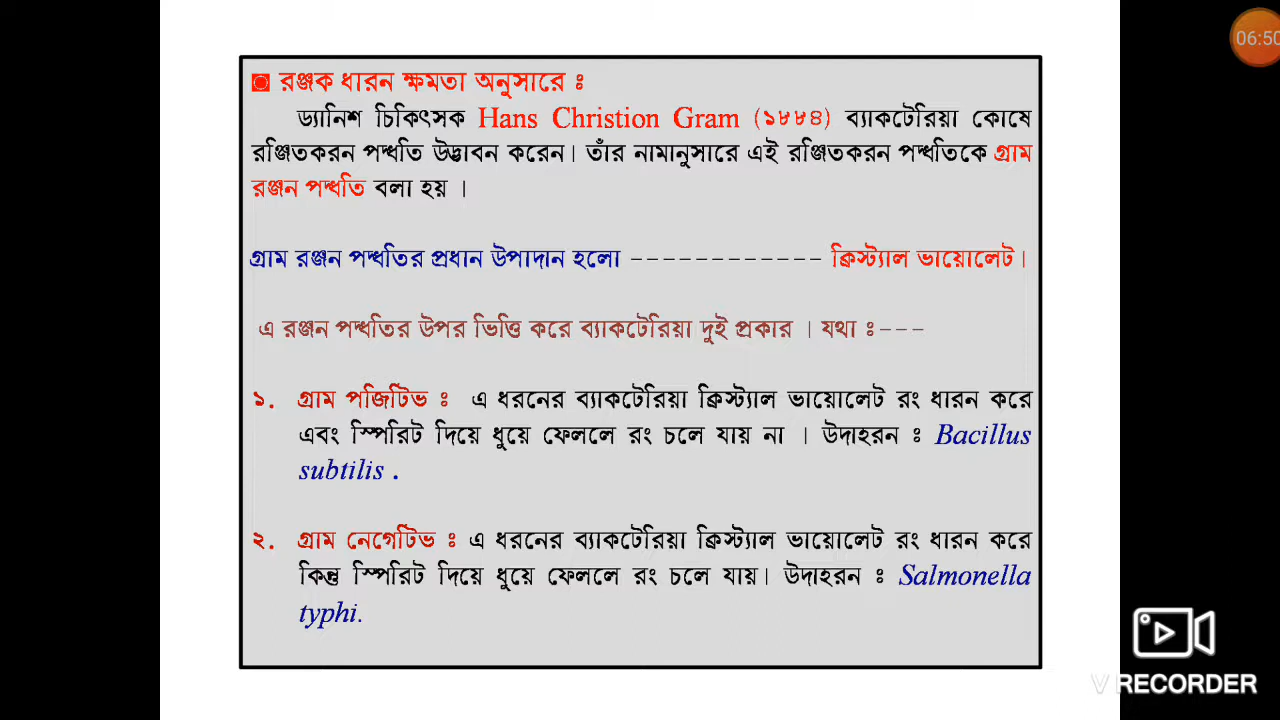 06:50
রঞ্জক ধারন ক্ষমতা অনুসারে ঃ
ড্যানিশ চিকিৎসক Hans Christion Gram (১৮৮৪) ব্যাকটেরিয়া কোষে
রঞ্জিতকরন পদ্ধতি উদ্ভাবন করেন। তাঁর নামানুসারে এই রঞ্জিতকরন পদ্ধতিকে গ্রাম
রঞ্জন পদ্ধতি বলা হয় ।
গ্রাম রঞ্জন পদ্ধতির প্রধান উপাদান হলো ------------ ক্রিস্ট্যাল ভায়োলেট।
এ রঞ্জন পদ্ধতির উপর ভিত্তি করে ব্যাকটেরিয়া দুই প্রকার । যথা ঃ---
১. গ্রাম পজিটিভ ঃ এ ধরনের ব্যাকটেরিয়া ক্রিস্ট্যাল ভায়োলেট রং ধারন করে
এবং স্পিরিট দিয়ে ধুয়ে ফেললে রং চলে যায় না । উদাহরন ঃ Bacillus
subtilis .
২. গ্রাম নেগেটিভ ঃ এ ধরনের ব্যাকটেরিয়া ক্রিস্ট্যাল ভায়োলেট রং ধারন করে
কিন্তু স্পিরিট দিয়ে ধুয়ে ফেললে রং চলে যায়। উদাহরন ঃ Salmonella
typhi.
V RECORDER